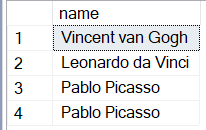 name
1 Vincent van Gogh
2 Leonardo da Vinci
3 Pablo Picasso
4 Pablo Picasso